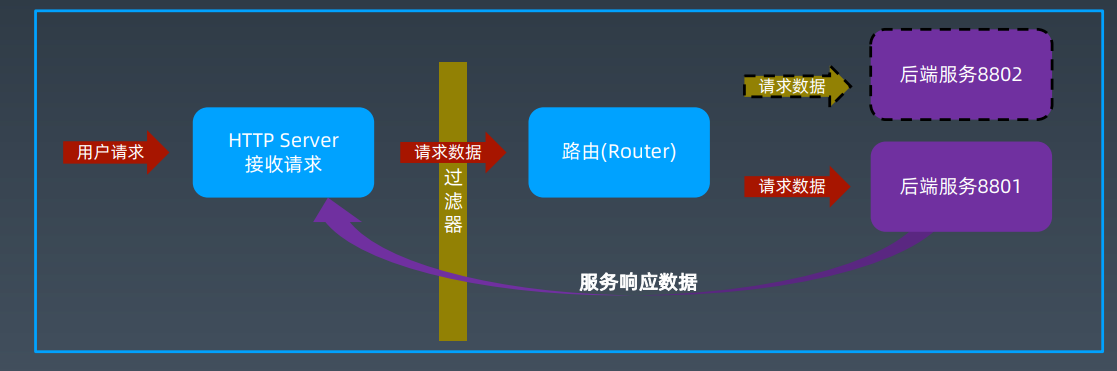 用户请求
HTTP Server
接收请求
请求数据
过
滤
器
路由(Router)
请求数据
后端服务8802
请求数据
后端服务8801
服务响应数据